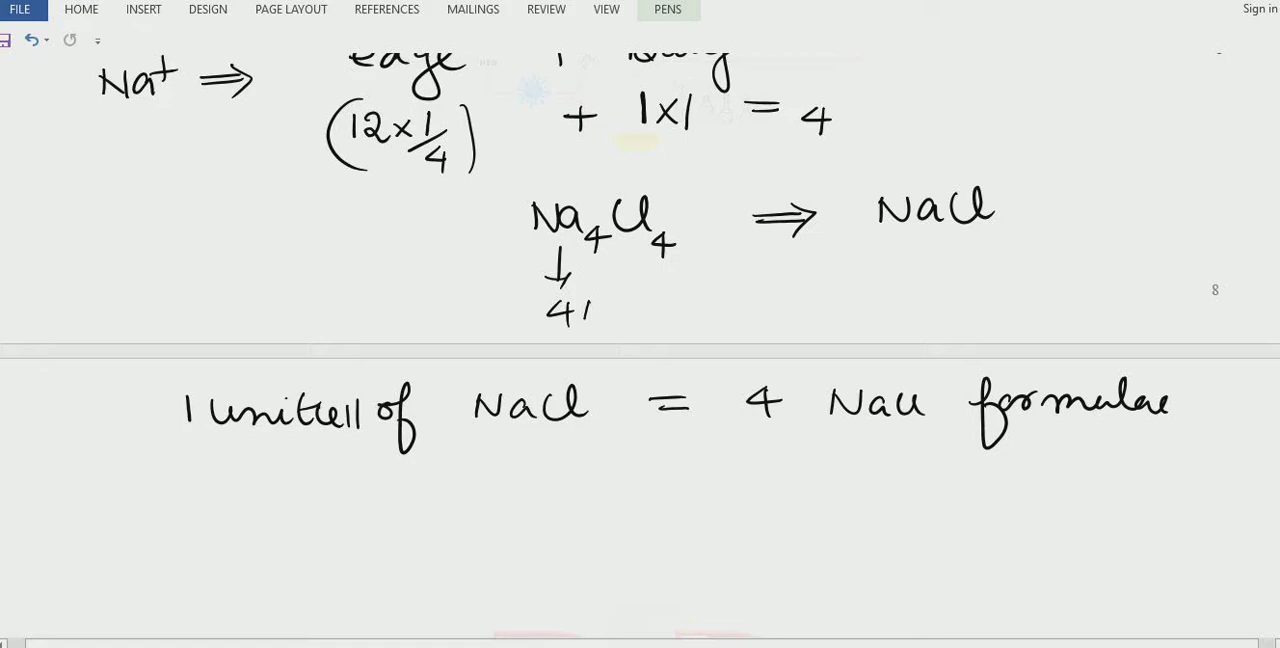 FILE HOME INSERT DESIGN PAGE LAYOUT REFERENCES MAILINGS REVIEW VIEW PENS Sign in
edge
Na⁺ ⇒ (12 × 1/4) + 1×1 = 4
Na₄Cl₄ ⇒ NaCl
↓
4
8
1 unitcell of NaCl = 4 NaCl formulae